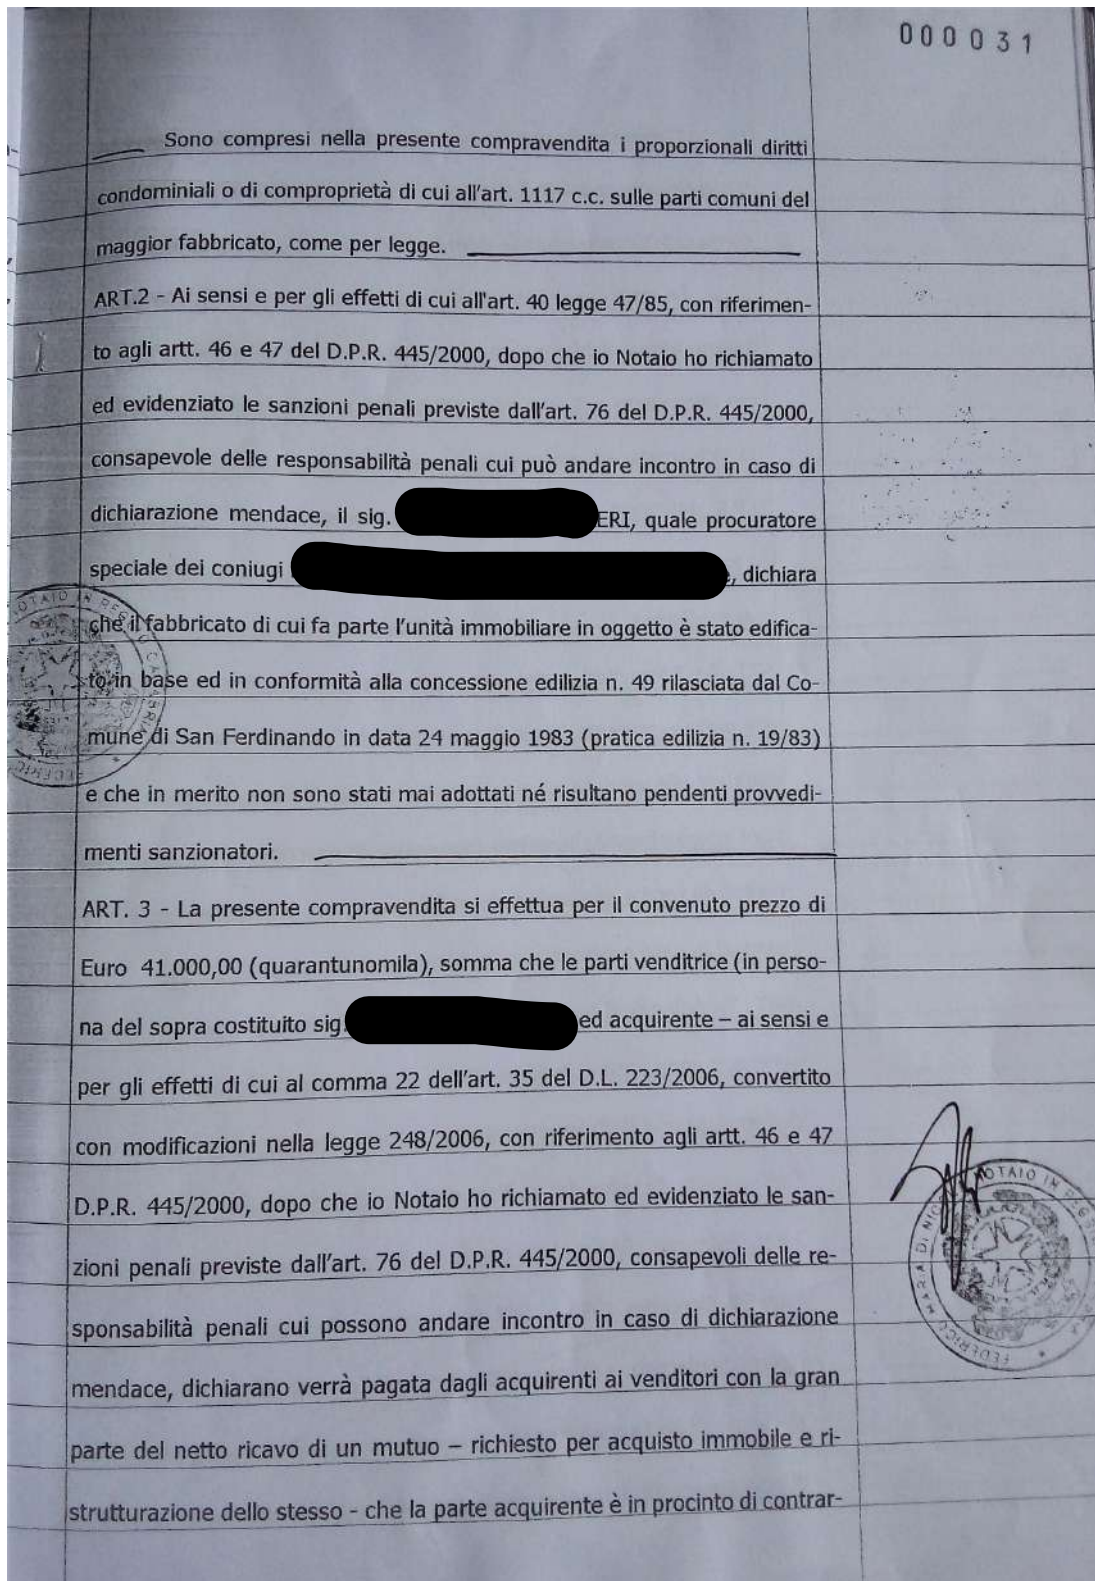 000031
Sono compresi nella presente compravendita i proporzionali diritti
condominiali o di comproprietà di cui all'art. 1117 c.c. sulle parti comuni del
maggior fabbricato, come per legge.
ART.2 - Ai sensi e per gli effetti di cui all'art. 40 legge 47/85, con riferimen-
to agli artt. 46 e 47 del D.P.R. 445/2000, dopo che io Notaio ho richiamato
ed evidenziato le sanzioni penali previste dall'art. 76 del D.P.R. 445/2000,
consapevole delle responsabilità penali cui può andare incontro in caso di
dichiarazione mendace, il sig. ERI, quale procuratore
speciale dei coniugi , dichiara
che il fabbricato di cui fa parte l'unità immobiliare in oggetto è stato edifica-
to in base ed in conformità alla concessione edilizia n. 49 rilasciata dal Co-
mune di San Ferdinando in data 24 maggio 1983 (pratica edilizia n. 19/83)
e che in merito non sono stati mai adottati né risultano pendenti provvedi-
menti sanzionatori.
ART. 3 - La presente compravendita si effettua per il convenuto prezzo di
Euro 41.000,00 (quarantunomila), somma che le parti venditrice (in perso-
na del sopra costituito sig. ed acquirente – ai sensi e
per gli effetti di cui al comma 22 dell'art. 35 del D.L. 223/2006, convertito
con modificazioni nella legge 248/2006, con riferimento agli artt. 46 e 47
D.P.R. 445/2000, dopo che io Notaio ho richiamato ed evidenziato le san-
zioni penali previste dall'art. 76 del D.P.R. 445/2000, consapevoli delle re-
sponsabilità penali cui possono andare incontro in caso di dichiarazione
mendace, dichiarano verrà pagata dagli acquirenti ai venditori con la gran
parte del netto ricavo di un mutuo – richiesto per acquisto immobile e ri-
strutturazione dello stesso - che la parte acquirente è in procinto di contrar-
NOTAIO IN